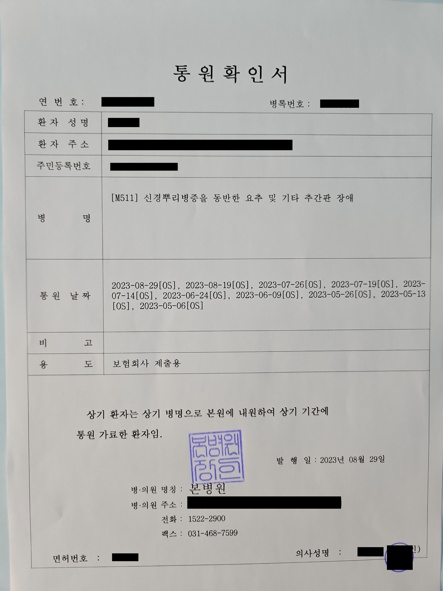 통 원 확 인 서
연 번 호 :
병록번호 :
환 자 성 명
환 자 주 소
주민등록번호
병 명
[M511] 신경뿌리병증을 동반한 요추 및 기타 추간판 장애
통 원 날 짜
2023-08-29[OS], 2023-08-19[OS], 2023-07-26[OS], 2023-07-19[OS], 2023-
07-14[OS], 2023-06-24[OS], 2023-06-09[OS], 2023-05-26[OS], 2023-05-13
[OS], 2023-05-06[OS]
비 고
용 도
보험회사 제출용
상기 환자는 상기 병명으로 본원에 내원하여 상기 기간에
통원 가료한 환자임.
본병원
장인
발 행 일 : 2023년 08월 29일
병·의원 명칭 : 본병원
병·의원 주소 :
전화 : 1522-2900
팩스 : 031-468-7599
면허번호 :
의사성명 :
인)